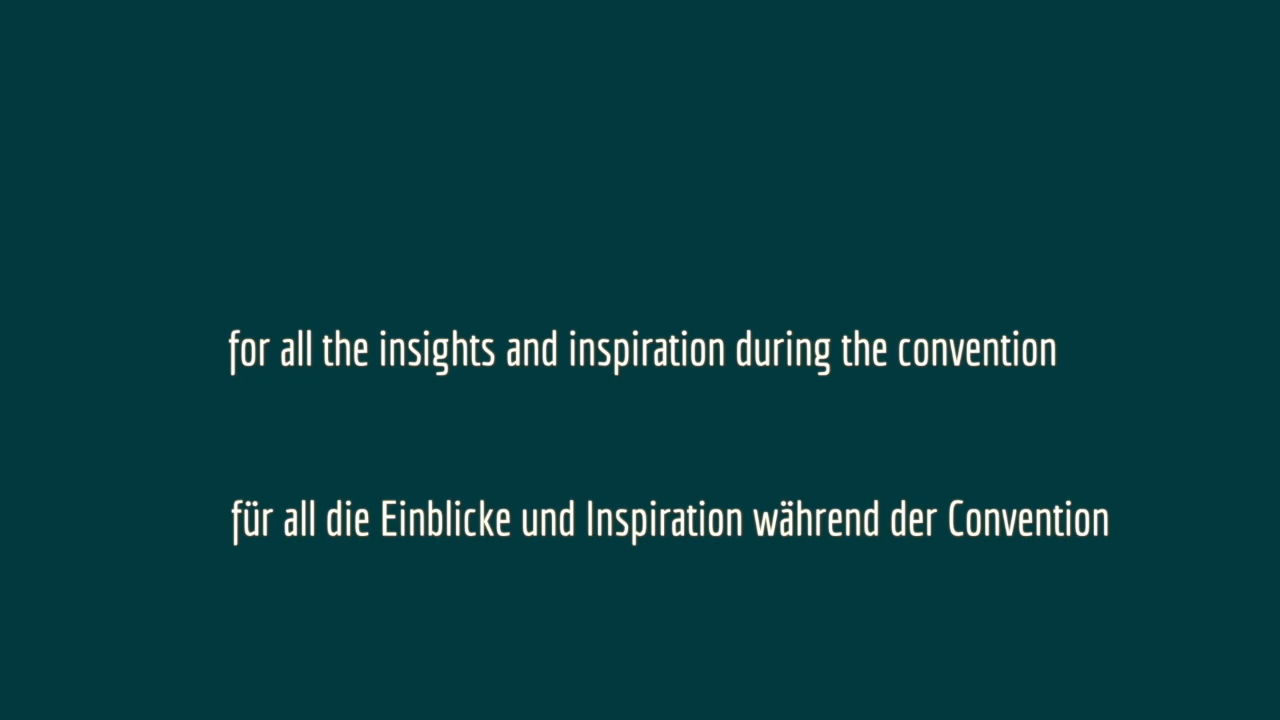 for all the insights and inspiration during the convention
für all die Einblicke und Inspiration während der Convention